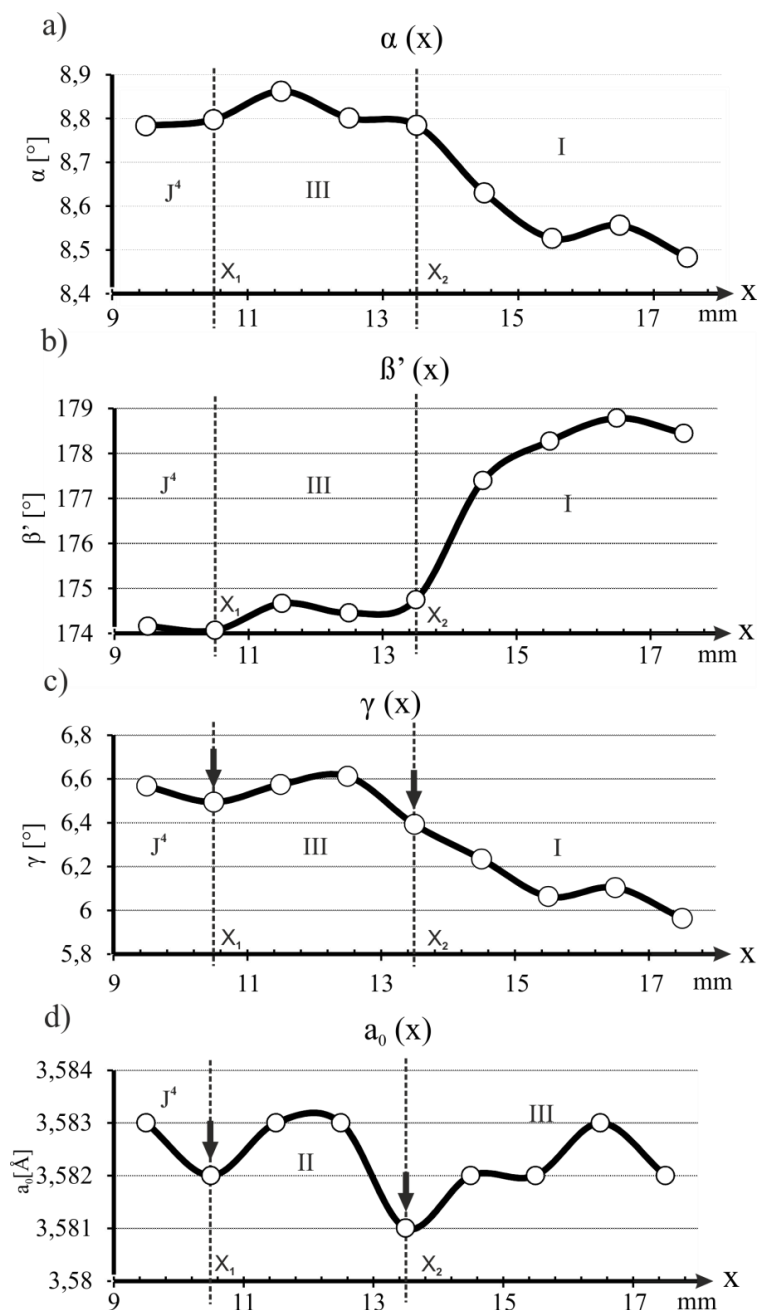 a)
α (x)
8,9
8,8
8,7
8,6
8,5
8,4
α [°]
J⁴
III
I
X₁
X₂
9
11
13
15
17
mm
X
b)
ß’ (x)
179
178
177
176
175
174
β’ [°]
J⁴
III
I
X₁
X₂
9
11
13
15
17
mm
X
c)
γ (x)
6,8
6,6
6,4
6,2
6
5,8
γ [°]
J⁴
III
I
X₁
X₂
9
11
13
15
17
mm
X
d)
a₀ (x)
3,584
3,583
3,582
3,581
3,58
a₀[Å]
J⁴
II
III
X₁
X₂
9
11
13
15
17
mm
X